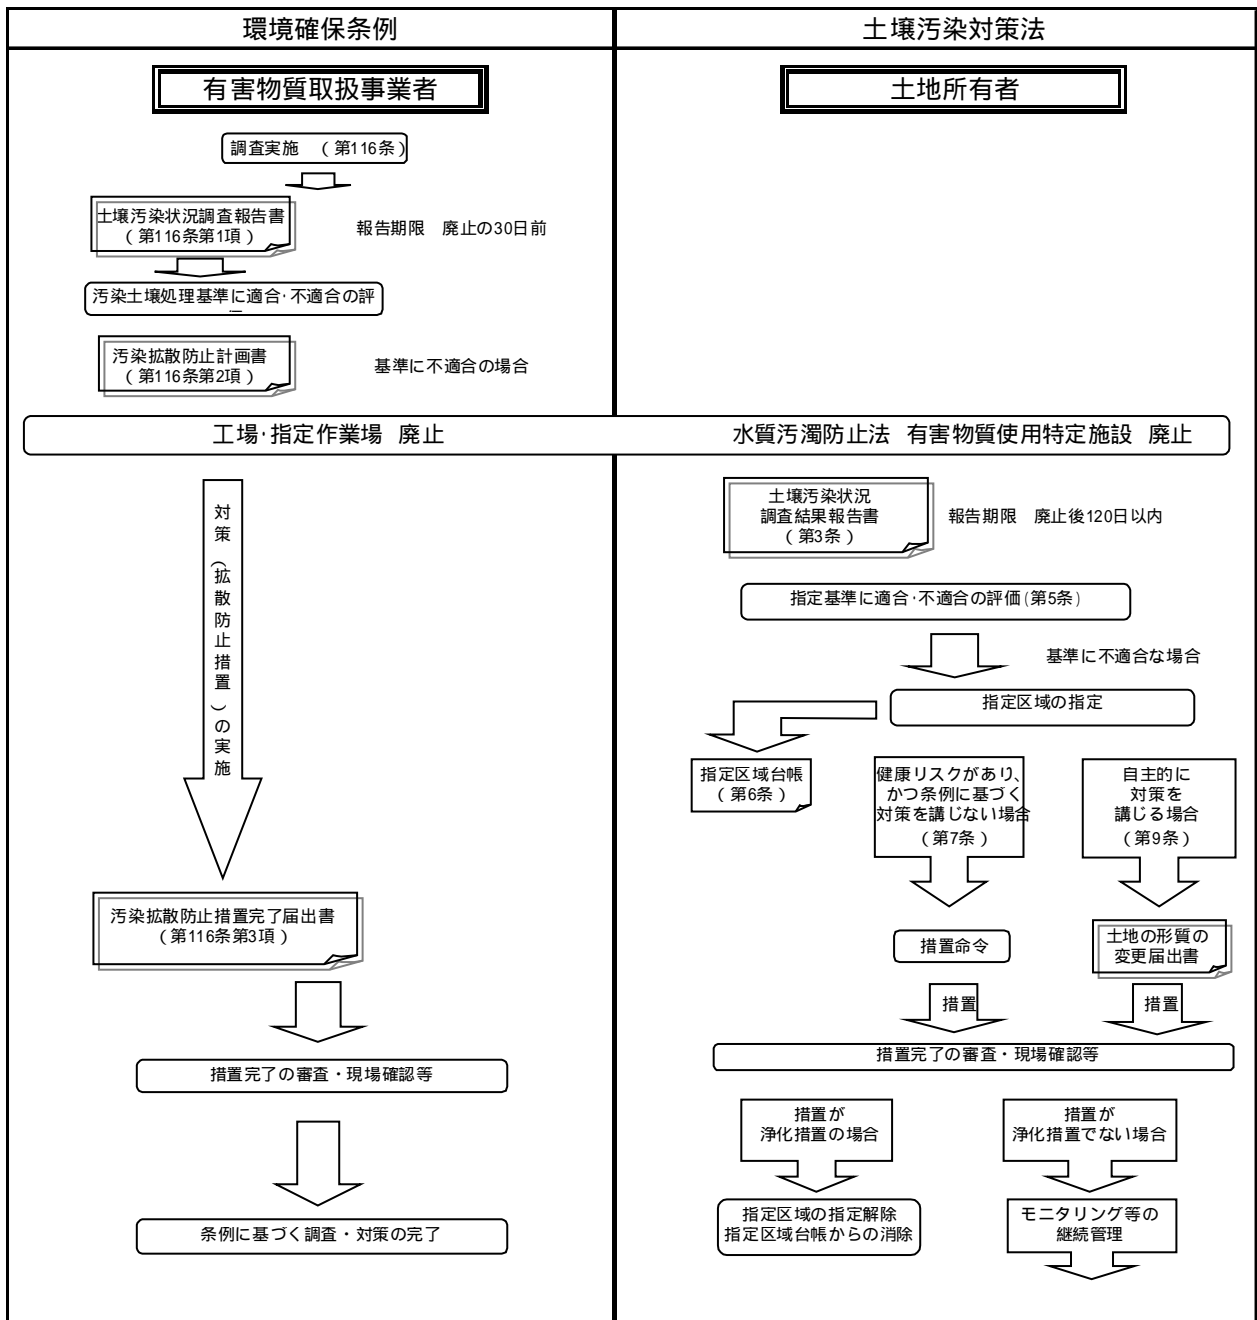 環境確保条例
有害物質取扱事業者
調査実施　（第116条）
土壌汚染状況調査報告書
（第116条第1項）
報告期限　廃止の30日前
汚染土壌処理基準に適合･不適合の評
汚染拡散防止計画書
（第116条第2項）
基準に不適合の場合
土壌汚染対策法
土地所有者
工場･指定作業場 廃止
水質汚濁防止法 有害物質使用特定施設 廃止
対策（拡散防止措置）の実施
汚染拡散防止措置完了届出書
（第116条第3項）
措置完了の審査・現場確認等
条例に基づく調査・対策の完了
土壌汚染状況
調査結果報告書
（第3条）
報告期限　廃止後120日以内
指定基準に適合･不適合の評価(第5条)
基準に不適合な場合
指定区域の指定
指定区域台帳
（第6条）
健康リスクがあり、
かつ条例に基づく
対策を講じない場合
（第7条）
自主的に
対策を
講じる場合
（第9条）
措置命令
土地の形質の
変更届出書
措置
措置
措置完了の審査・現場確認等
措置が
浄化措置の場合
措置が
浄化措置でない場合
指定区域の指定解除
指定区域台帳からの消除
モニタリング等の
継続管理